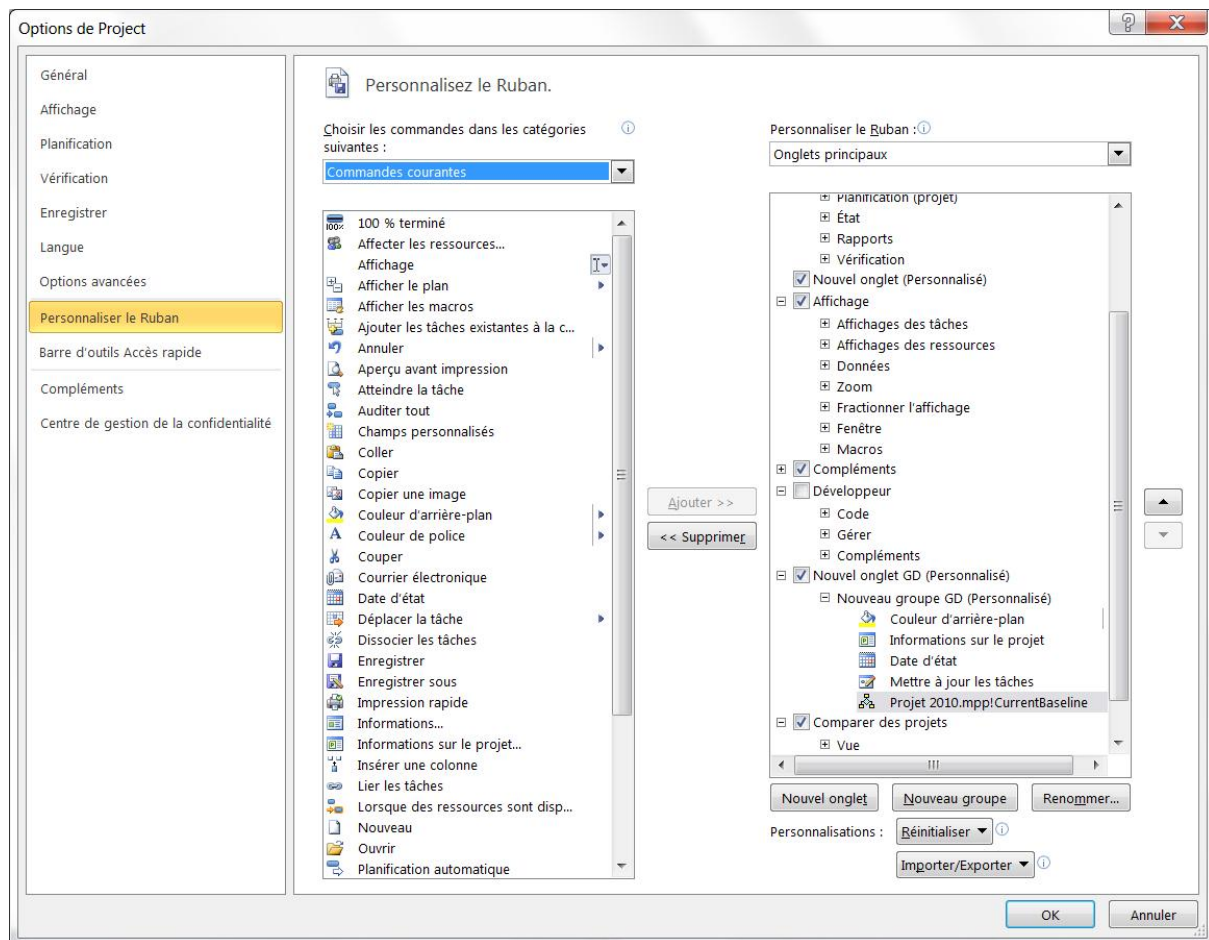 Options de Project
Général
Affichage
Planification
Vérification
Enregistrer
Langue
Options avancées
Personnaliser le Ruban
Barre d'outils Accès rapide
Compléments
Centre de gestion de la confidentialité
Personnalisez le Ruban.
Choisir les commandes dans les catégories
suivantes :
Commandes courantes
100 % terminé
Affecter les ressources...
Affichage
Afficher le plan
Afficher les macros
Ajouter les tâches existantes à la c...
Annuler
Aperçu avant impression
Atteindre la tâche
Auditer tout
Champs personnalisés
Coller
Copier
Copier une image
Couleur d'arrière-plan
Couleur de police
Couper
Courrier électronique
Date d'état
Déplacer la tâche
Dissocier les tâches
Enregistrer
Enregistrer sous
Impression rapide
Informations...
Informations sur le projet...
Insérer une colonne
Lier les tâches
Lorsque des ressources sont disp...
Nouveau
Ouvrir
Planification automatique
Ajouter >>
<< Supprimer
Personnaliser le Ruban :
Onglets principaux
Planification (projet)
État
Rapports
Vérification
Nouvel onglet (Personnalisé)
Affichage
Affichages des tâches
Affichages des ressources
Données
Zoom
Fractionner l'affichage
Fenêtre
Macros
Compléments
Développeur
Code
Gérer
Compléments
Nouvel onglet GD (Personnalisé)
Nouveau groupe GD (Personnalisé)
Couleur d'arrière-plan
Informations sur le projet
Date d'état
Mettre à jour les tâches
Projet 2010.mpp!CurrentBaseline
Comparer des projets
Vue
Nouvel onglet
Nouveau groupe
Renommer...
Personnalisations :
Réinitialiser
Importer/Exporter
OK
Annuler